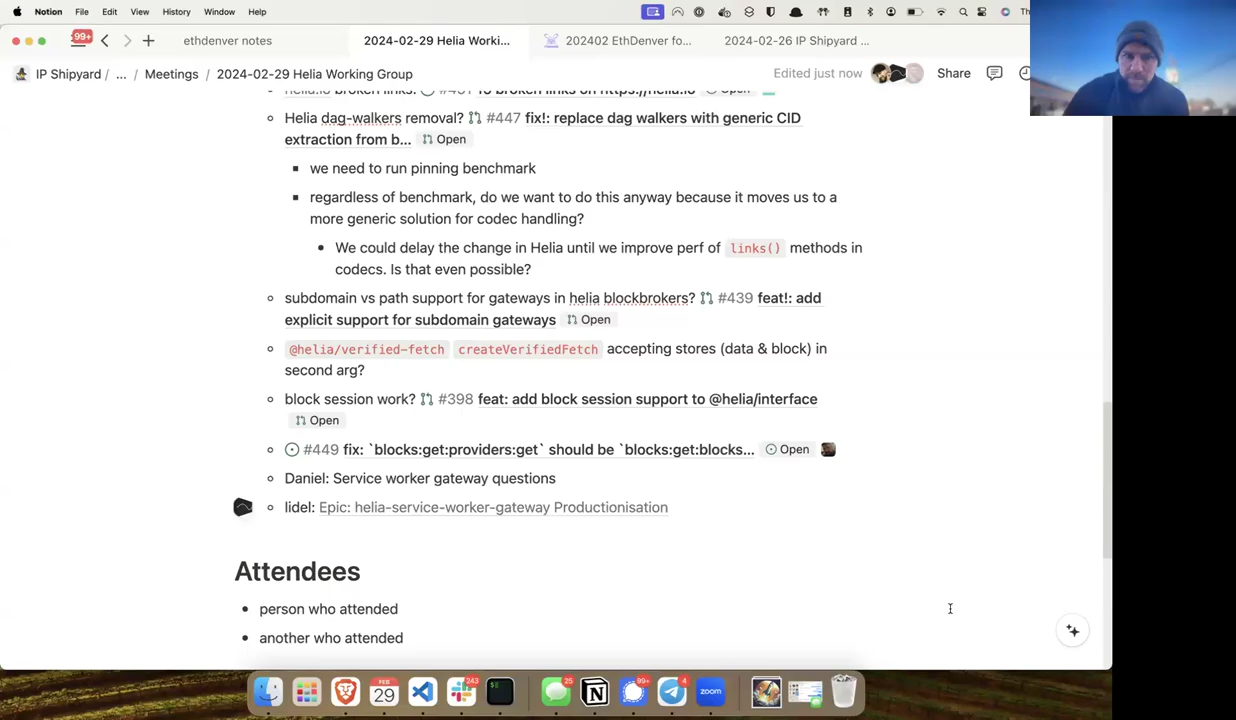 Notion File Edit View History Window Help
99+ ethdenver notes 2024-02-29 Helia Worki... 202402 EthDenver fo... 2024-02-26 IP Shipyard ...
IP Shipyard / ... / Meetings / 2024-02-29 Helia Working Group Edited just now Share
Helia dag-walkers removal? #447 fix!: replace dag walkers with generic CID
extraction from b... Open
we need to run pinning benchmark
regardless of benchmark, do we want to do this anyway because it moves us to a
more generic solution for codec handling?
We could delay the change in Helia until we improve perf of links() methods in
codecs. Is that even possible?
subdomain vs path support for gateways in helia blockbrokers? #439 feat!: add
explicit support for subdomain gateways Open
@helia/verified-fetch createVerifiedFetch accepting stores (data & block) in
second arg?
block session work? #398 feat: add block session support to @helia/interface
Open
#449 fix: `blocks:get:providers:get` should be `blocks:get:blocks... Open
Daniel: Service worker gateway questions
lidel: Epic: helia-service-worker-gateway Productionisation
Attendees
person who attended
another who attended
FEB 29 243 25 99+ 4 zoom